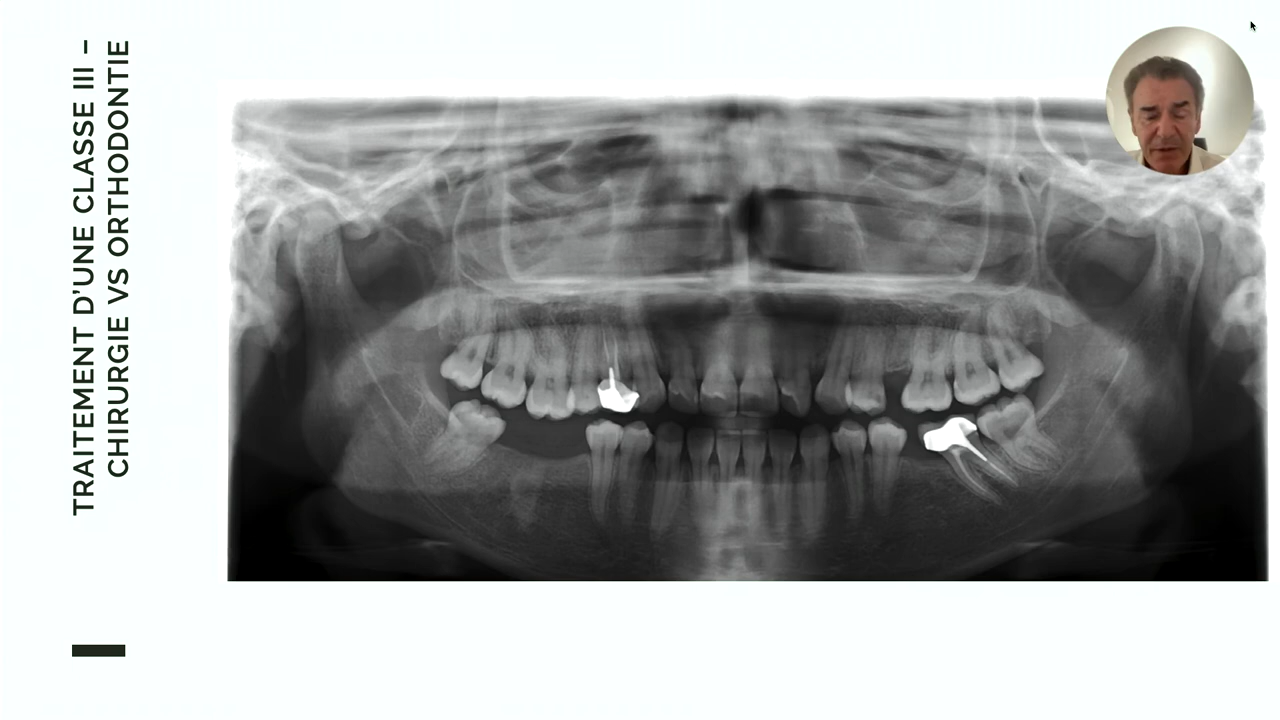 TRAITEMENT D'UNE CLASSE III –
CHIRURGIE VS ORTHODONTIE